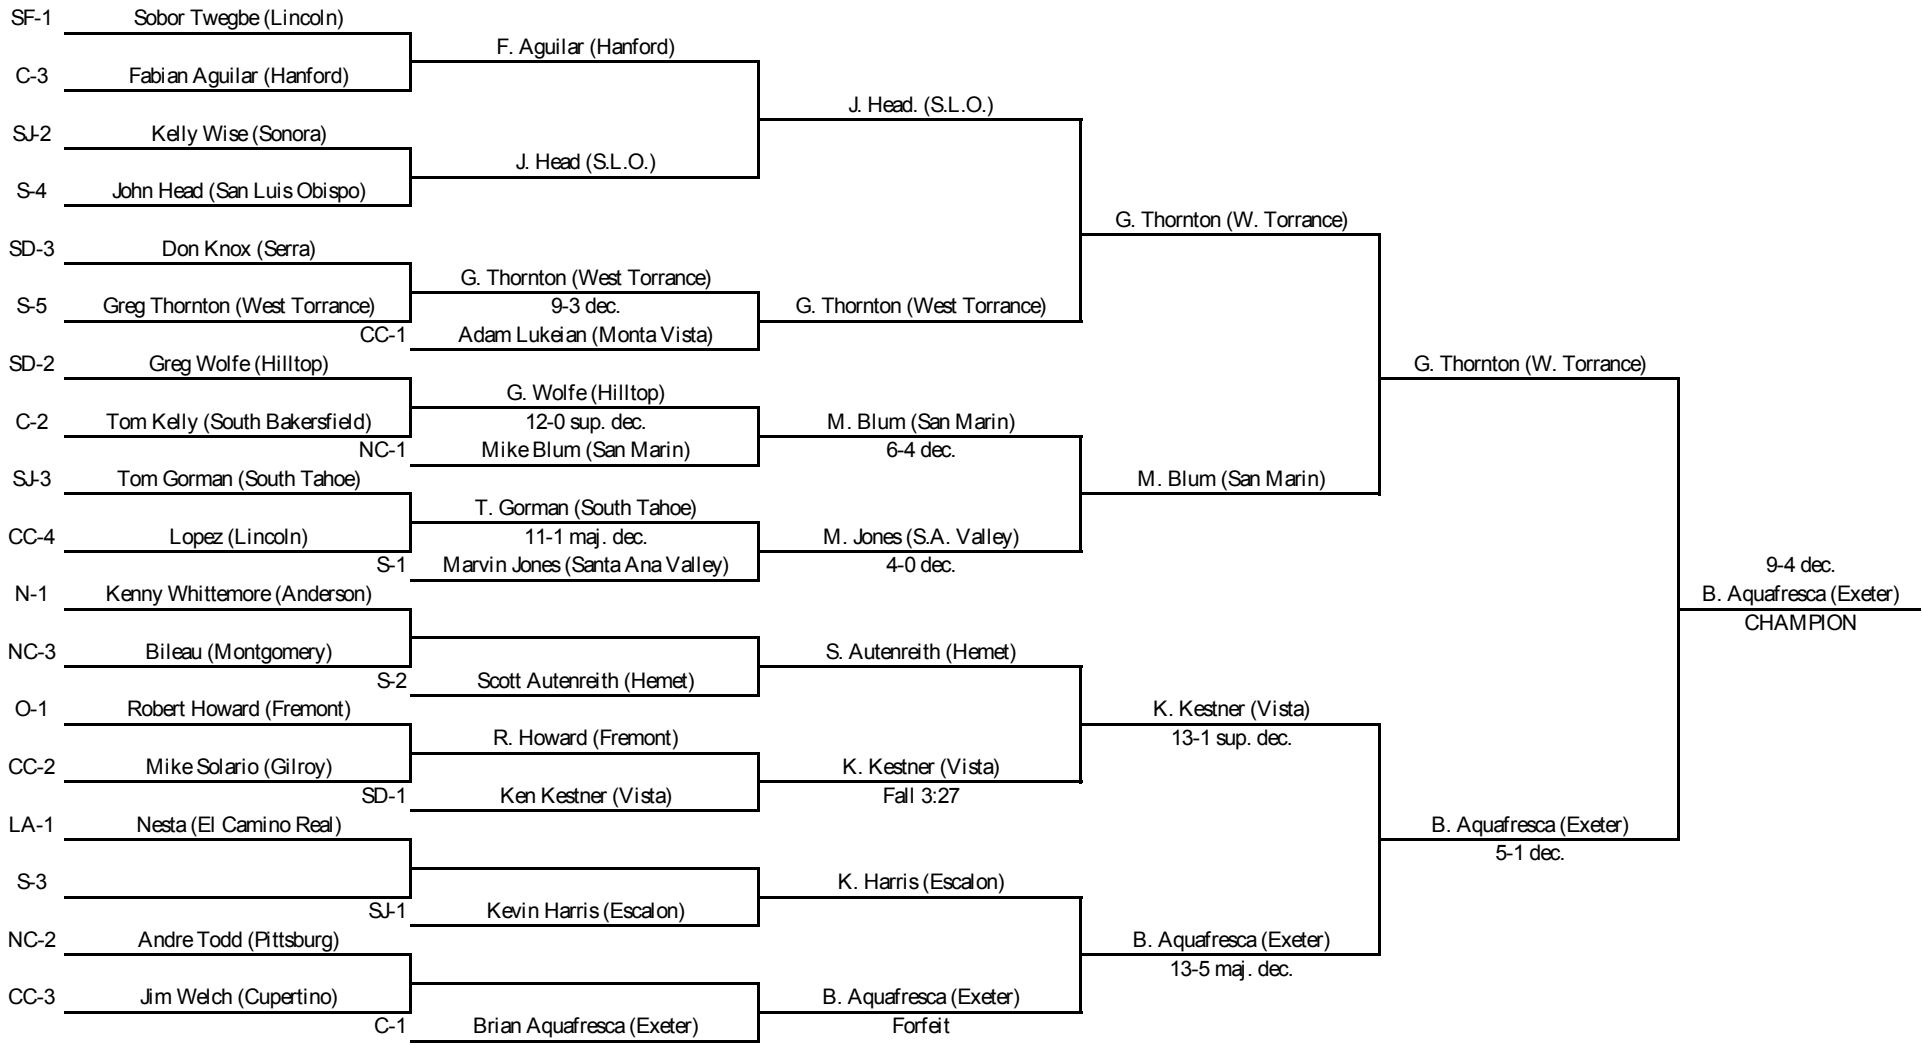 SF-1 Sobor Twegbe (Lincoln)
F. Aguilar (Hanford)
C-3 Fabian Aguilar (Hanford)
J. Head. (S.L.O.)
SJ-2 Kelly Wise (Sonora)
J. Head (S.L.O.)
S-4 John Head (San Luis Obispo)
G. Thornton (W. Torrance)
SD-3 Don Knox (Serra)
G. Thornton (West Torrance)
S-5 Greg Thornton (West Torrance) 9-3 dec. G. Thornton (West Torrance)
CC-1 Adam Lukeian (Monta Vista)
SD-2 Greg Wolfe (Hilltop) G. Thornton (W. Torrance)
G. Wolfe (Hilltop)
C-2 Tom Kelly (South Bakersfield) 12-0 sup. dec. M. Blum (San Marin)
NC-1 Mike Blum (San Marin) 6-4 dec.
SJ-3 Tom Gorman (South Tahoe) M. Blum (San Marin)
T. Gorman (South Tahoe)
CC-4 Lopez (Lincoln) 11-1 maj. dec. M. Jones (S.A. Valley)
S-1 Marvin Jones (Santa Ana Valley) 4-0 dec. 9-4 dec.
N-1 Kenny Whittemore (Anderson) B. Aquafresca (Exeter)
CHAMPION
NC-3 Bileau (Montgomery) S. Autenreith (Hemet)
S-2 Scott Autenreith (Hemet)
O-1 Robert Howard (Fremont) K. Kestner (Vista)
R. Howard (Fremont) 13-1 sup. dec.
CC-2 Mike Solario (Gilroy) K. Kestner (Vista)
SD-1 Ken Kestner (Vista) Fall 3:27
LA-1 Nesta (El Camino Real) B. Aquafresca (Exeter)
5-1 dec.
S-3 K. Harris (Escalon)
SJ-1 Kevin Harris (Escalon)
NC-2 Andre Todd (Pittsburg) B. Aquafresca (Exeter)
13-5 maj. dec.
CC-3 Jim Welch (Cupertino) B. Aquafresca (Exeter)
C-1 Brian Aquafresca (Exeter) Forfeit